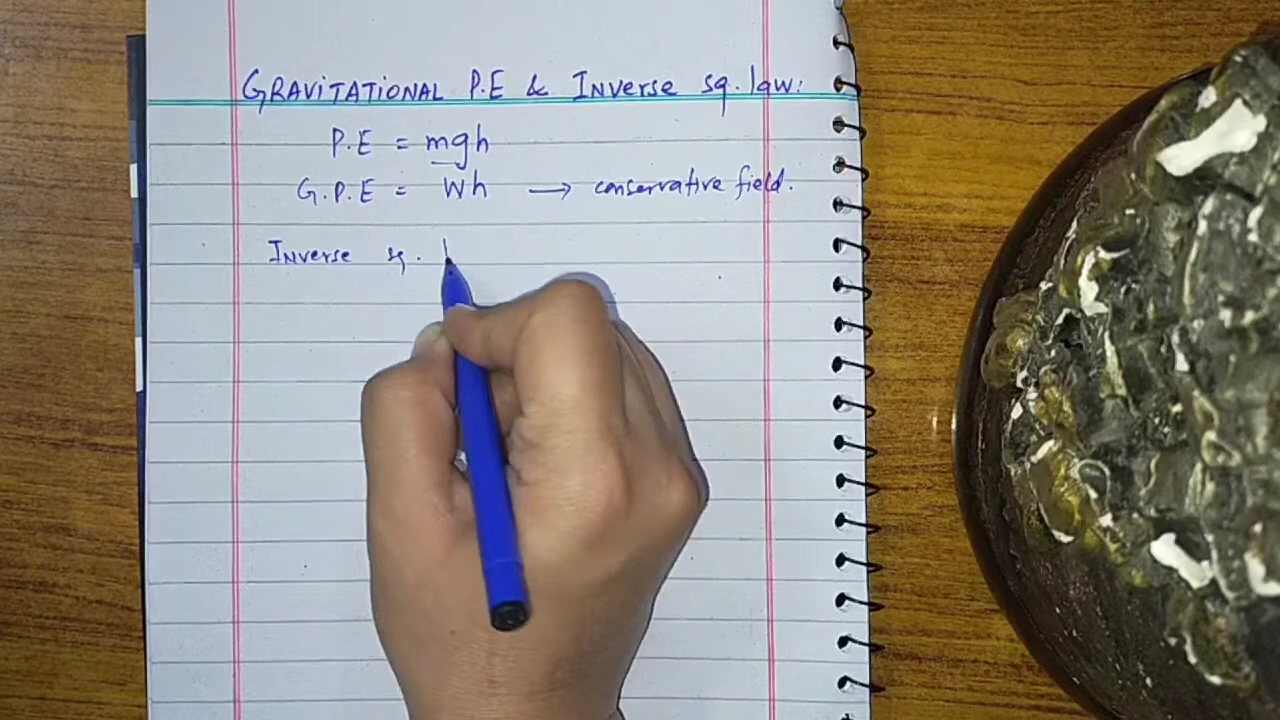 GRAVITATIONAL P.E & INVerse sq. law:
P.E = mgh
G.P.E = Wh → conservative field.
INverse sq. l